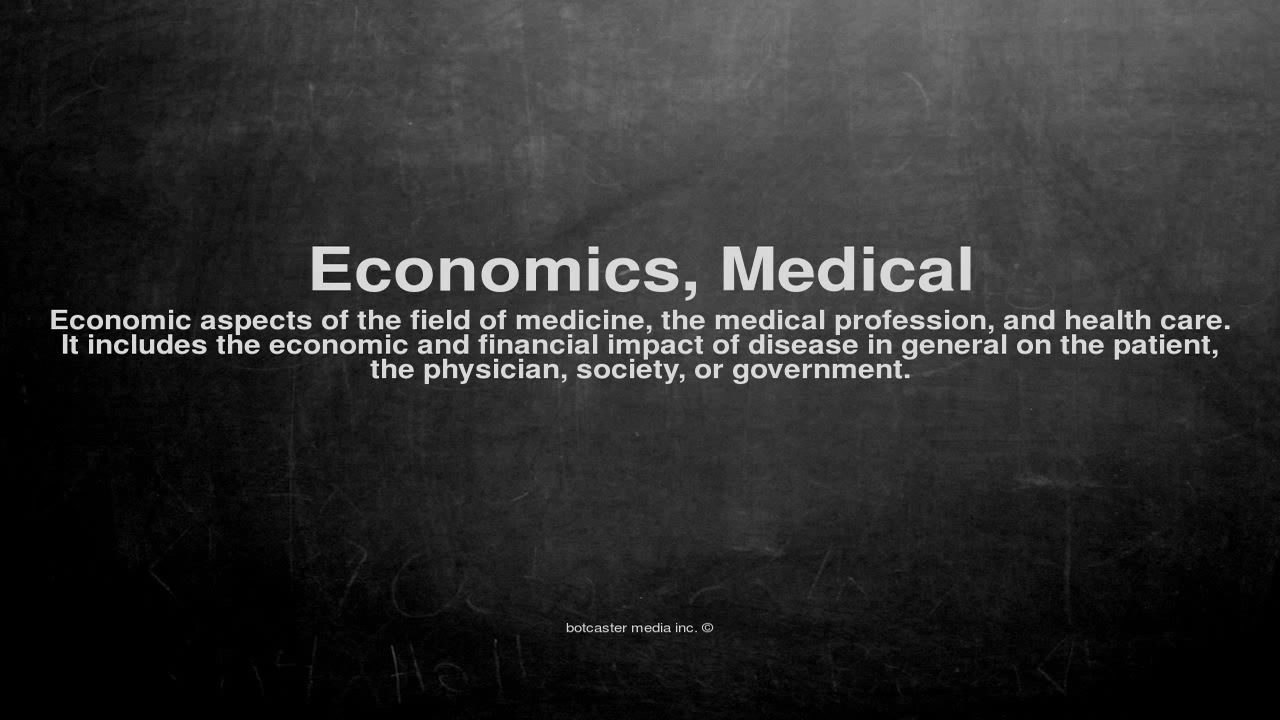 Economics, Medical
Economic aspects of the field of medicine, the medical profession, and health care.
It includes the economic and financial impact of disease in general on the patient,
the physician, society, or government.
botcaster media inc. ©